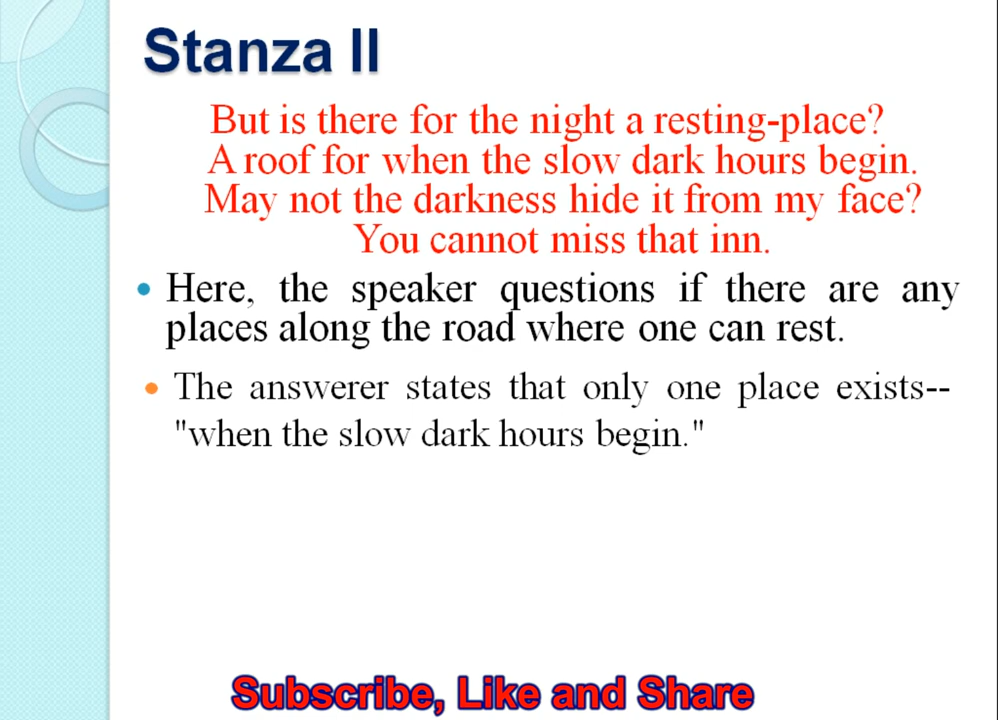 Stanza II
But is there for the night a resting-place?
A roof for when the slow dark hours begin.
May not the darkness hide it from my face?
You cannot miss that inn.
Here, the speaker questions if there are any
places along the road where one can rest.
The answerer states that only one place exists--
"when the slow dark hours begin."
Subscribe, Like and Share